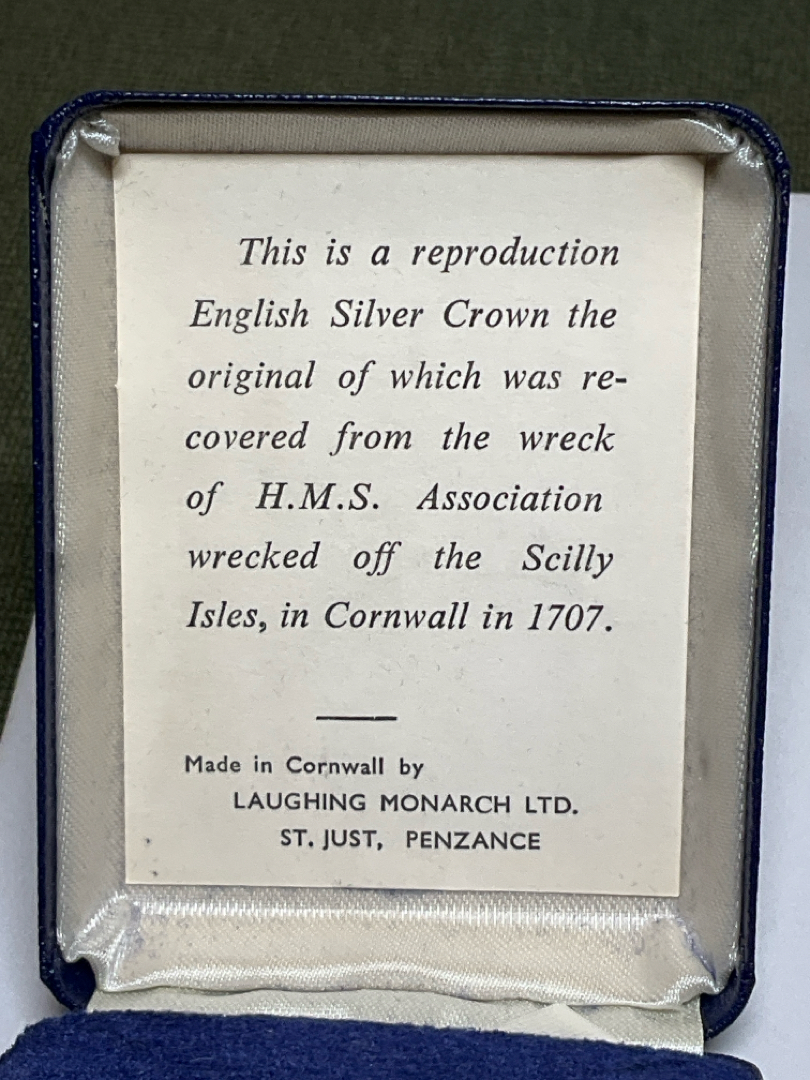 This is a reproduction
English Silver Crown the
original of which was re-
covered from the wreck
of H.M.S. Association
wrecked off the Scilly
Isles, in Cornwall in 1707.
Made in Cornwall by
LAUGHING MONARCH LTD.
ST. JUST, PENZANCE